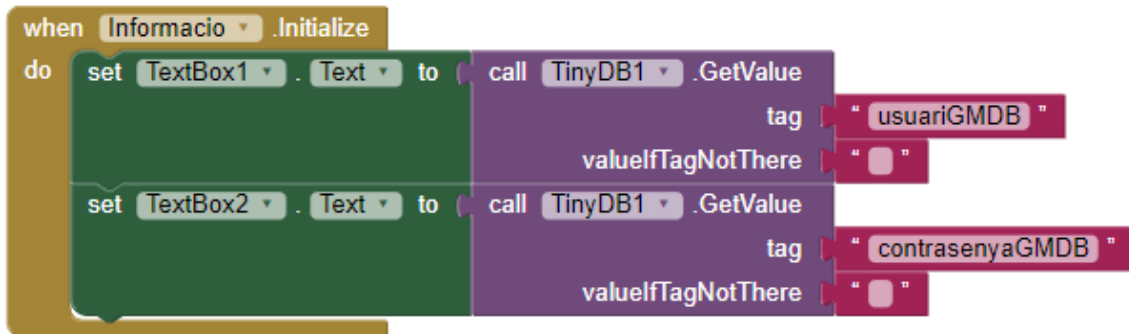 when Informacio .Initialize
do set TextBox1 . Text to call TinyDB1 .GetValue
tag " usuariGMDB "
valueIfTagNotThere " "
set TextBox2 . Text to call TinyDB1 .GetValue
tag " contrasenyaGMDB "
valueIfTagNotThere " "